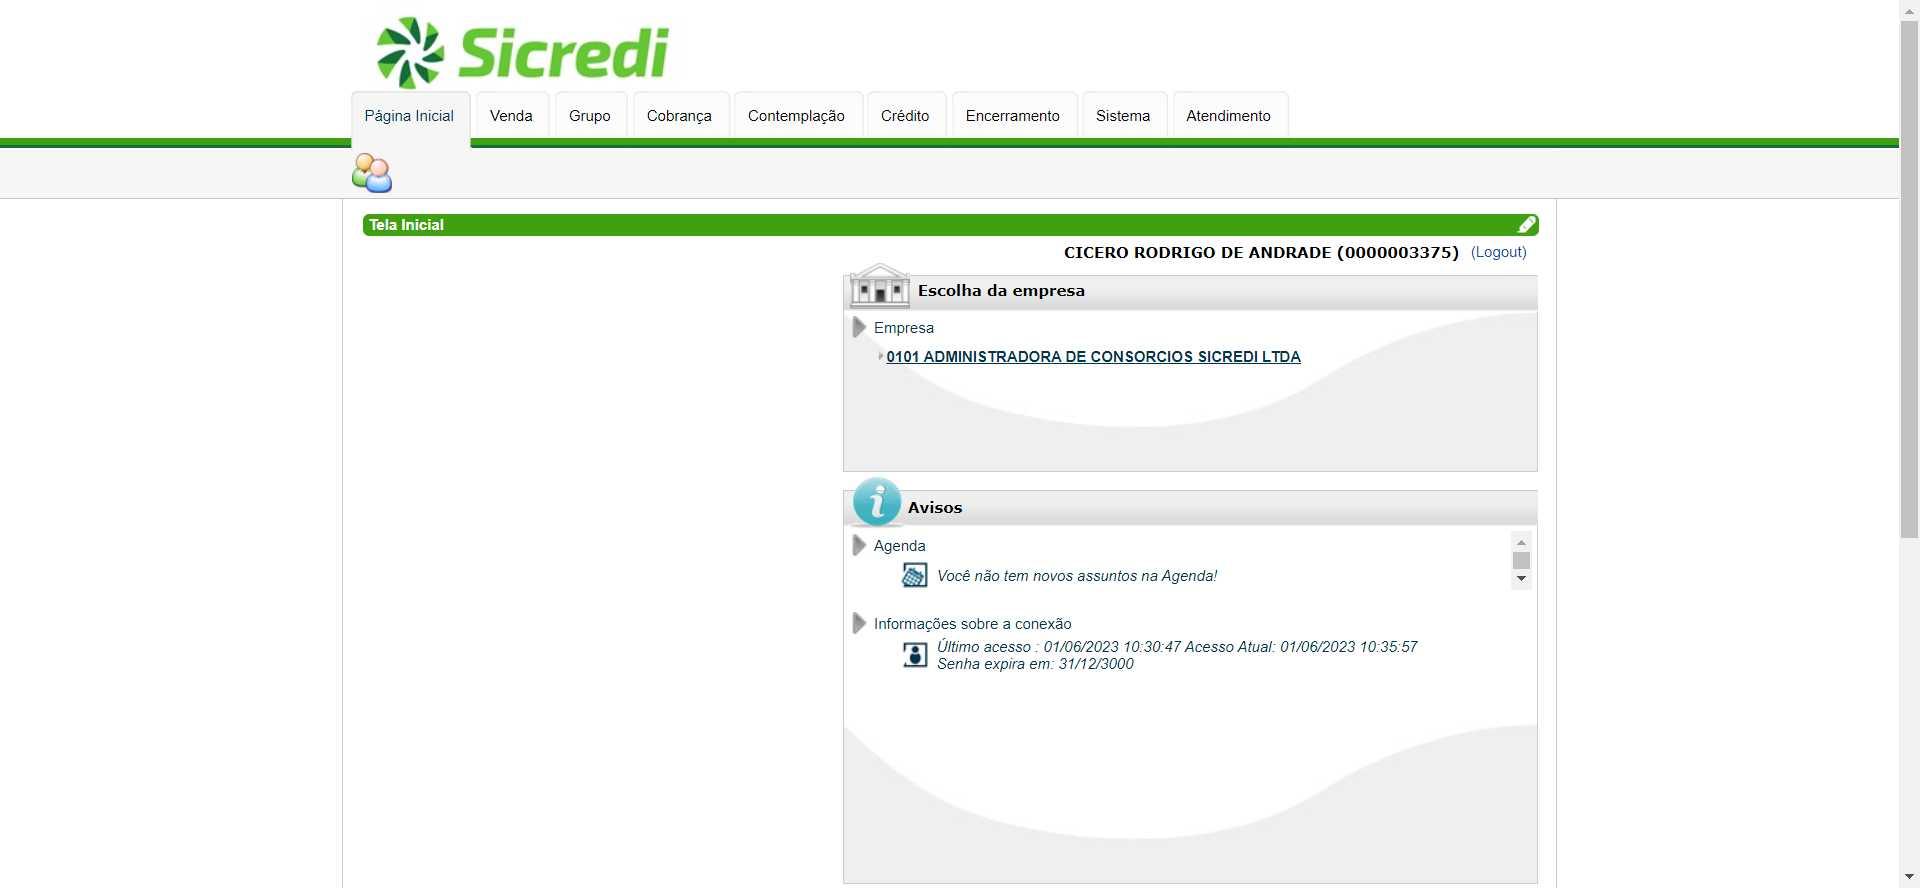 Sicredi
Página Inicial
Venda
Grupo
Cobrança
Contemplação
Crédito
Encerramento
Sistema
Atendimento
Tela Inicial
CICERO RODRIGO DE ANDRADE (0000003375) (Logout)
Escolha da empresa
Empresa
0101 ADMINISTRADORA DE CONSORCIOS SICREDI LTDA
Avisos
Agenda
Você não tem novos assuntos na Agenda!
Informações sobre a conexão
Último acesso : 01/06/2023 10:30:47 Acesso Atual: 01/06/2023 10:35:57
Senha expira em: 31/12/3000